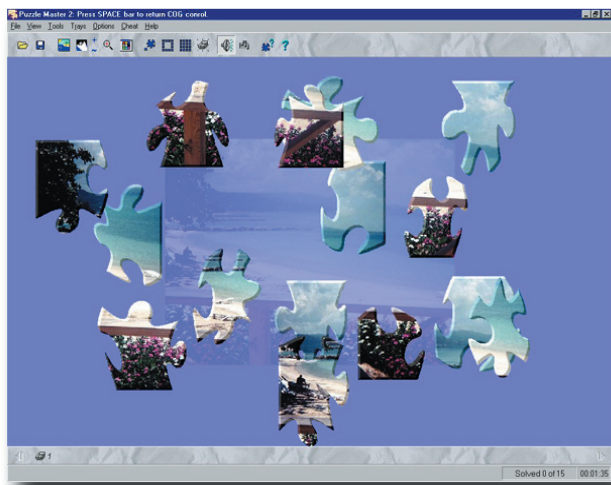 Puzzle Master 2: Press SPACE bar to return COG conrol.
File View Tools Trays Options Cheat Help
1
Solved 0 of 15 00:01:35